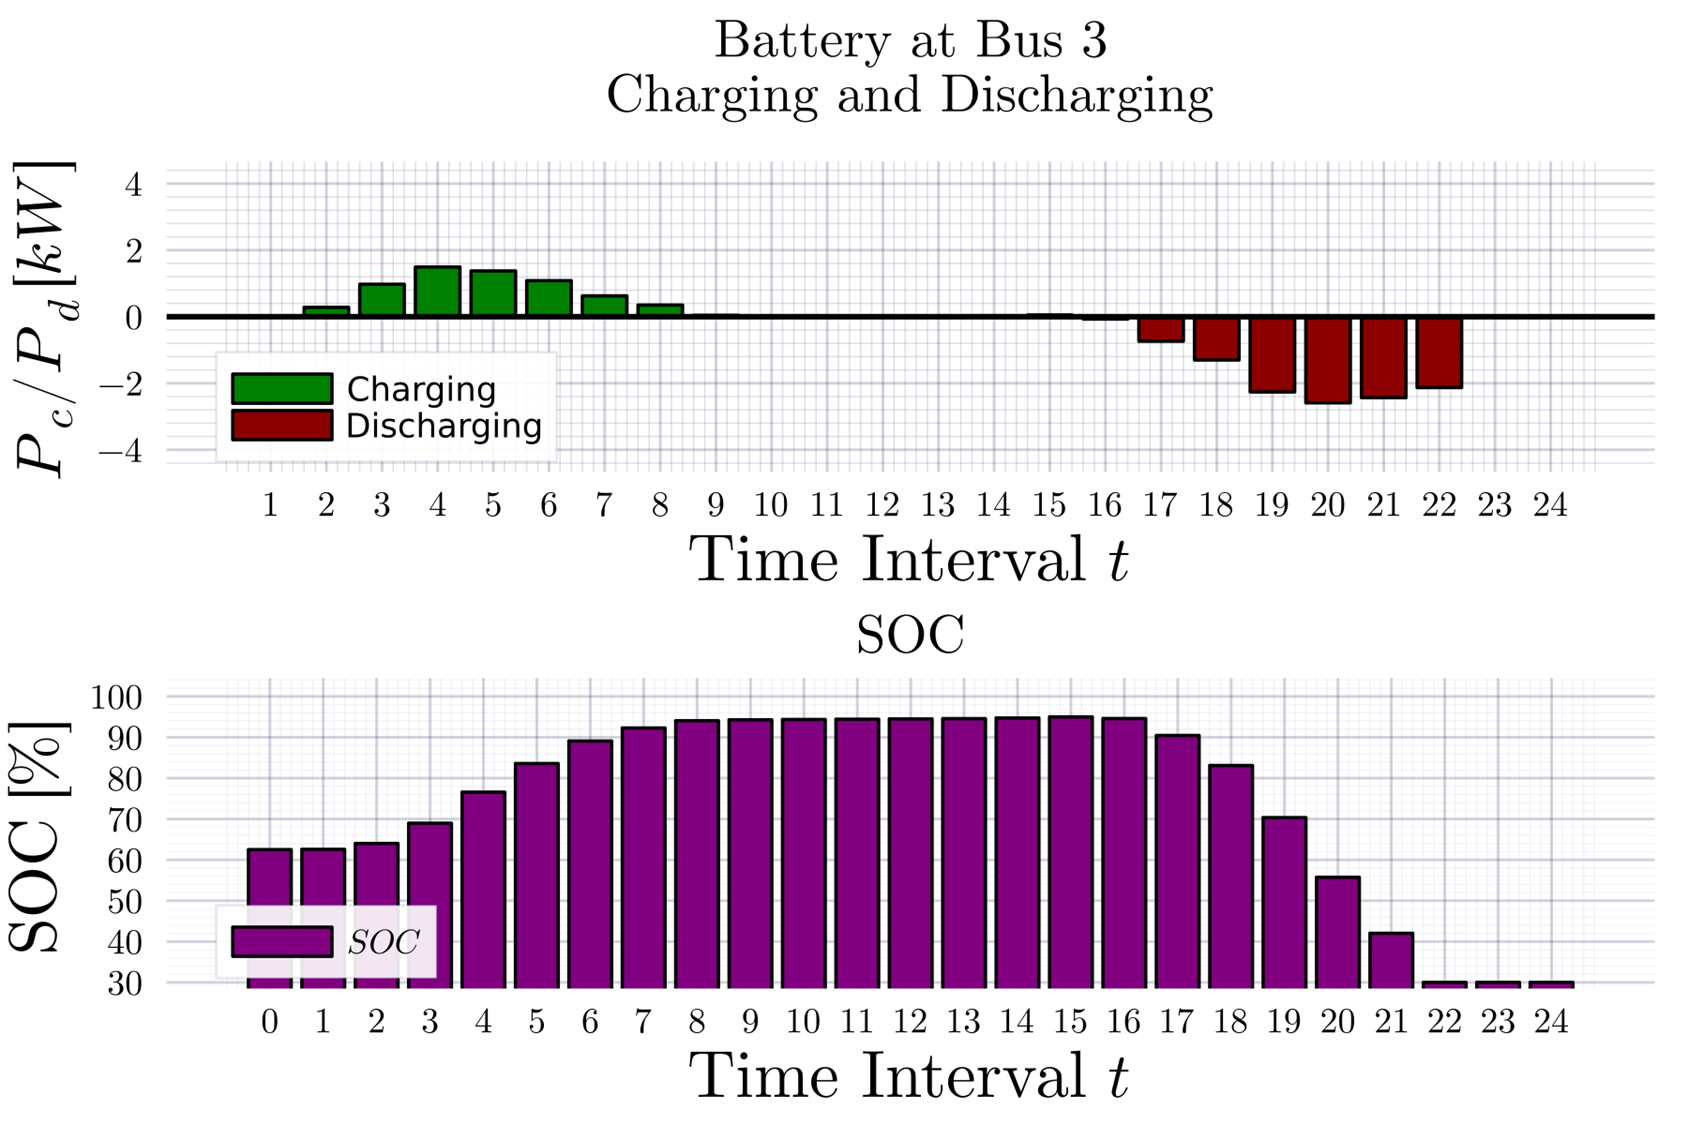 Battery at Bus 3
Charging and Discharging
P_c/P_d [kW]
4
2
0
−2
−4
Charging
Discharging
1 2 3 4 5 6 7 8 9 10 11 12 13 14 15 16 17 18 19 20 21 22 23 24
Time Interval t
SOC
SOC [%]
100
90
80
70
60
50
40
30
SOC
0 1 2 3 4 5 6 7 8 9 10 11 12 13 14 15 16 17 18 19 20 21 22 23 24
Time Interval t